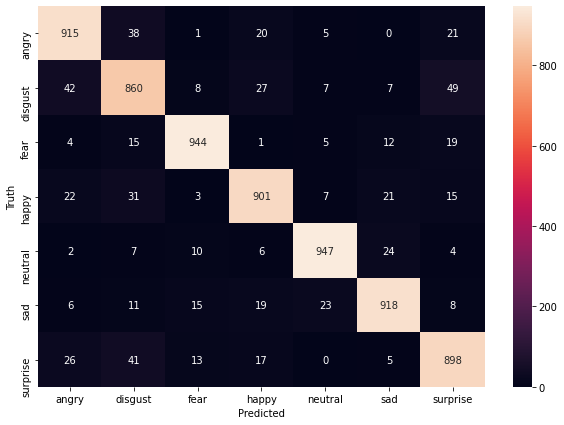 angry 915 38 1 20 5 0 21
disgust 42 860 8 27 7 7 49
fear 4 15 944 1 5 12 19
happy 22 31 3 901 7 21 15
neutral 2 7 10 6 947 24 4
sad 6 11 15 19 23 918 8
surprise 26 41 13 17 0 5 898
angry disgust fear happy neutral sad surprise
Predicted
Truth
800
600
400
200
0